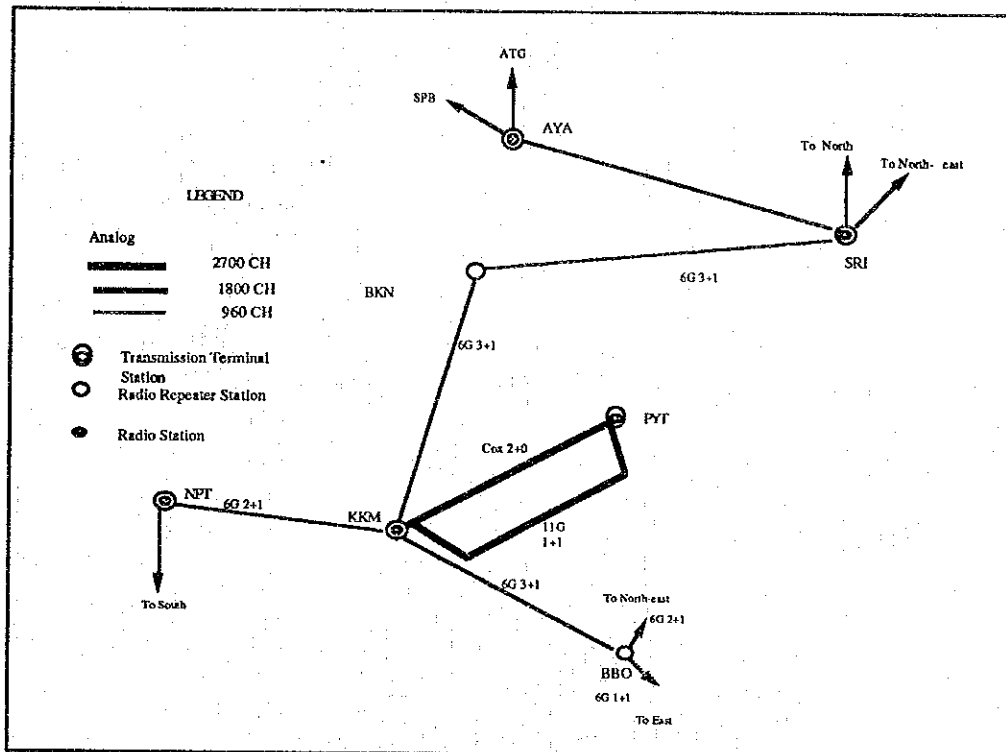 ATG
SPB
AYA
To North
To North- east
LEGEND
Analog
2700 CH
1800 CH
960 CH
Transmission Terminal
Station
Radio Repeater Station
Radio Station
BKN
6G 3+1
SRI
6G 3+1
PYT
Cox 2+0
NPT
6G 2+1
KKM
11G
1+1
To South
6G 3+1
To North-east
6G 2+1
BBO
6G 1+1
To East